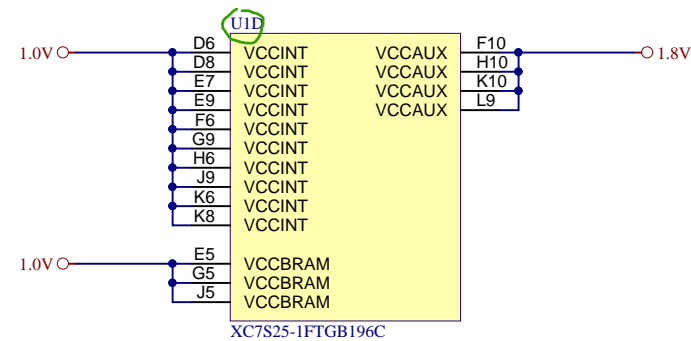 U1D
1.0V D6 VCCINT VCCAUX F10 1.8V
D8 VCCINT VCCAUX H10
E7 VCCINT VCCAUX K10
E9 VCCINT VCCAUX L9
F6 VCCINT
G9 VCCINT
H6 VCCINT
J9 VCCINT
K6 VCCINT
K8 VCCINT
1.0V E5 VCCBRAM
G5 VCCBRAM
J5 VCCBRAM
XC7S25-1FTGB196C